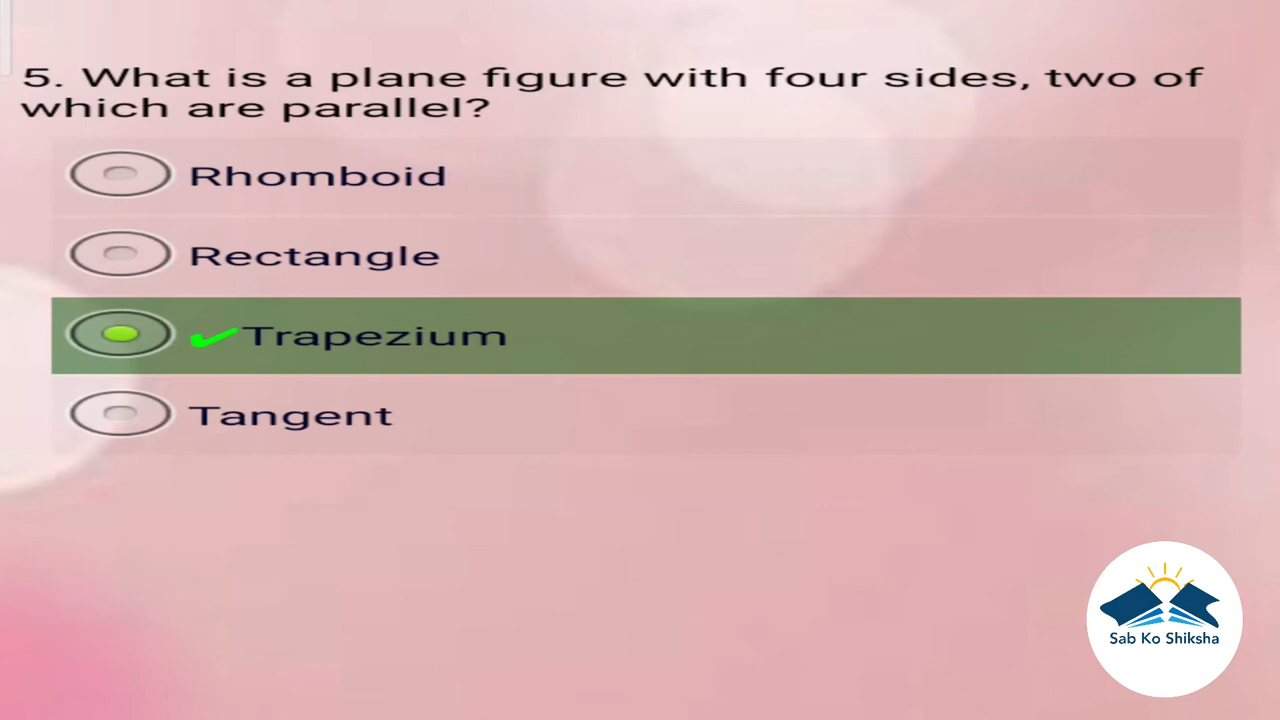 5. What is a plane figure with four sides, two of
which are parallel?
Rhomboid
Rectangle
✔Trapezium
Tangent
Sab Ko Shiksha